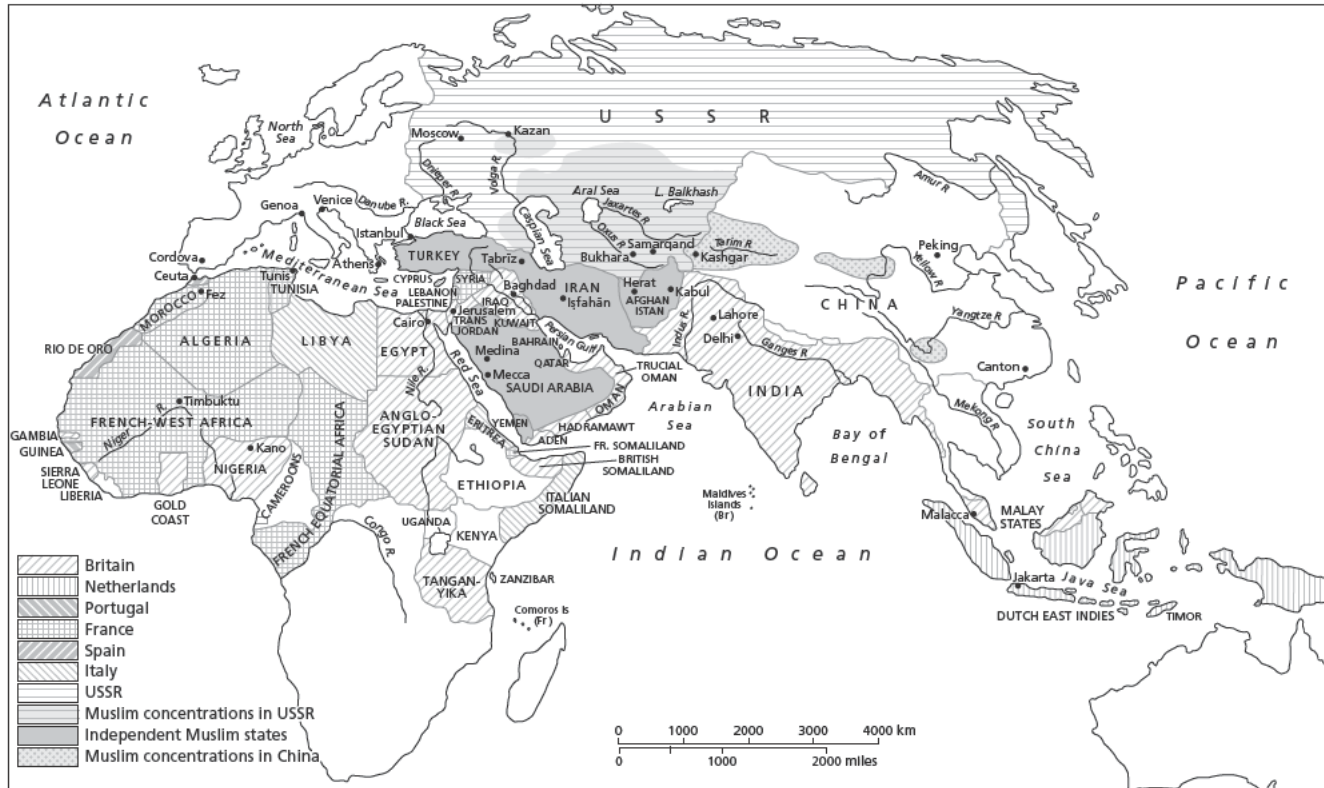 Atlantic
Ocean
North
Sea
U S S R
Moscow
Kazan
Dnieper R.
Volga R.
Aral Sea
L. Balkhash
Jaxartes R
Oxus R
Amur R
Genoa
Venice
Danube R.
Black Sea
Caspian Sea
Istanbul
Samarqand
Tarim R
Bukhara
Kashgar
Peking
Yellow R.
Cordova
Ceuta
Tunis
TUNISIA
Mediterranean Sea
Athens
TURKEY
Tabrīz
CYPRUS
SYRIA
LEBANON
PALESTINE
Baghdad
IRAN
Herat
Kabul
Işfahān
AFGHAN
ISTAN
IRAQ
Jerusalem
TRANS
JORDAN
KUWAIT
CHINA
Pacific
Ocean
Yangtze R
Fez
MOROCCO
Cairo
Lahore
Delhi
Indus R.
Ganges R.
RIO DE ORO
ALGERIA
LIBYA
EGYPT
Persian Gulf
BAHRAIN
QATAR
Medina
Mecca
SAUDI ARABIA
TRUCIAL
OMAN
OMAN
Canton
Nile R.
Red Sea
INDIA
Timbuktu
FRENCH-WEST AFRICA
Niger R.
ANGLO-
EGYPTIAN
SUDAN
YEMEN
HADRAMAWT
ADEN
Arabian
Sea
Mekong R
South
China
Sea
GAMBIA
GUINEA
ERITREA
FR. SOMALILAND
BRITISH
SOMALILAND
Bay of
Bengal
Kano
NIGERIA
SIERRA
LEONE
LIBERIA
CAMEROONS
FRENCH EQUATORIAL AFRICA
ETHIOPIA
GOLD
COAST
ITALIAN
SOMALILAND
Maldives
Islands
(Br)
Malacca
MALAY
STATES
UGANDA
KENYA
Congo R.
Indian Ocean
TANGAN-
YIKA
ZANZIBAR
Jakarta
Java Sea
DUTCH EAST INDIES
TIMOR
Comoros Is
(Fr)
Britain
Netherlands
Portugal
France
Spain
Italy
USSR
Muslim concentrations in USSR
Independent Muslim states
Muslim concentrations in China
0 1000 2000 3000 4000 km
0 1000 2000 miles